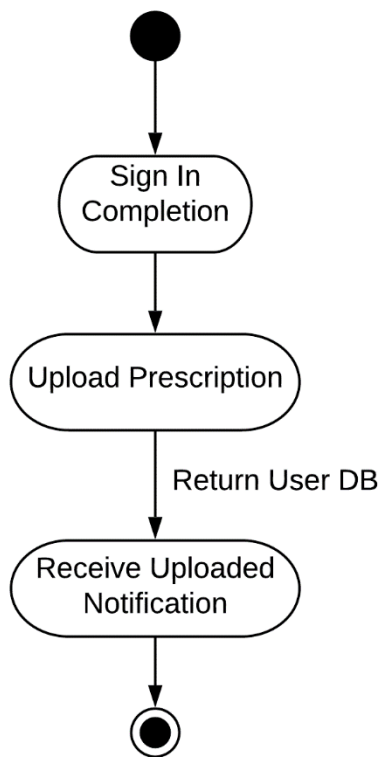 Sign In
Completion
Upload Prescription
Return User DB
Receive Uploaded
Notification